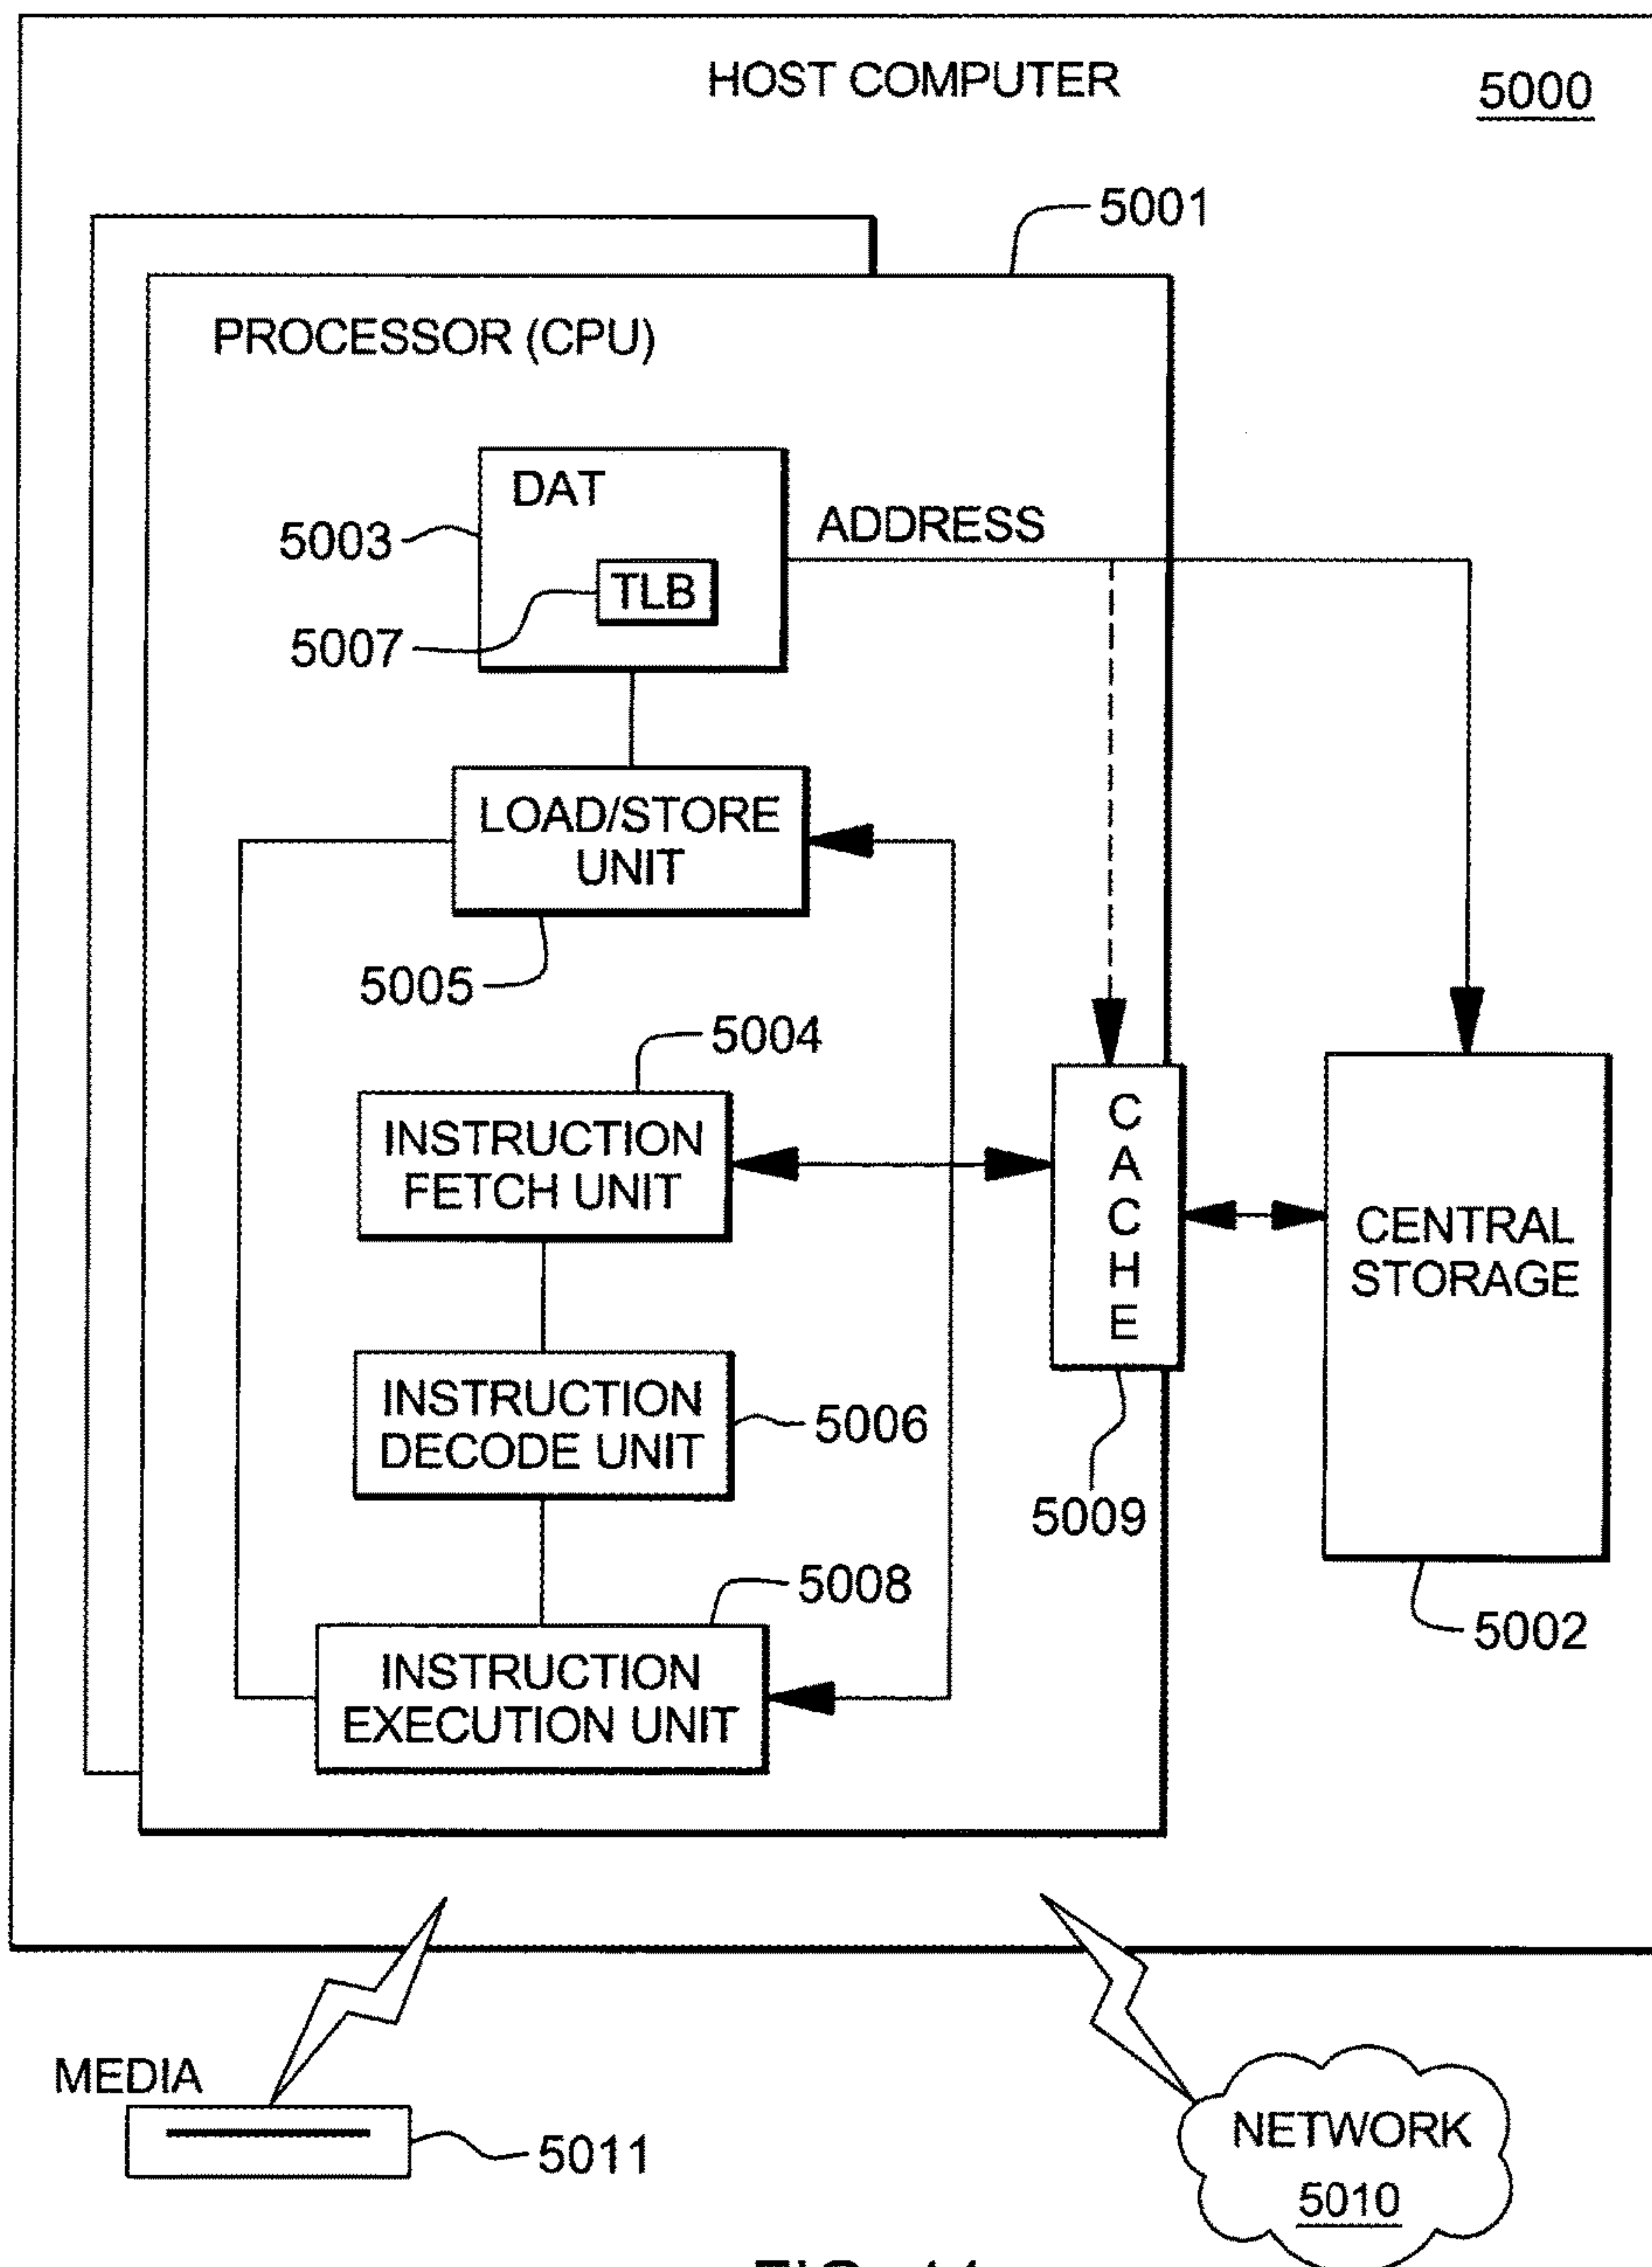 HOST COMPUTER
5000
5001
PROCESSOR (CPU)
DAT
5003
ADDRESS
TLB
5007
LOAD/STORE
UNIT
5005
5004
INSTRUCTION
FETCH UNIT
CACHE
CENTRAL
STORAGE
INSTRUCTION
DECODE UNIT
5006
5009
5008
5002
INSTRUCTION
EXECUTION UNIT
MEDIA
5011
NETWORK
5010